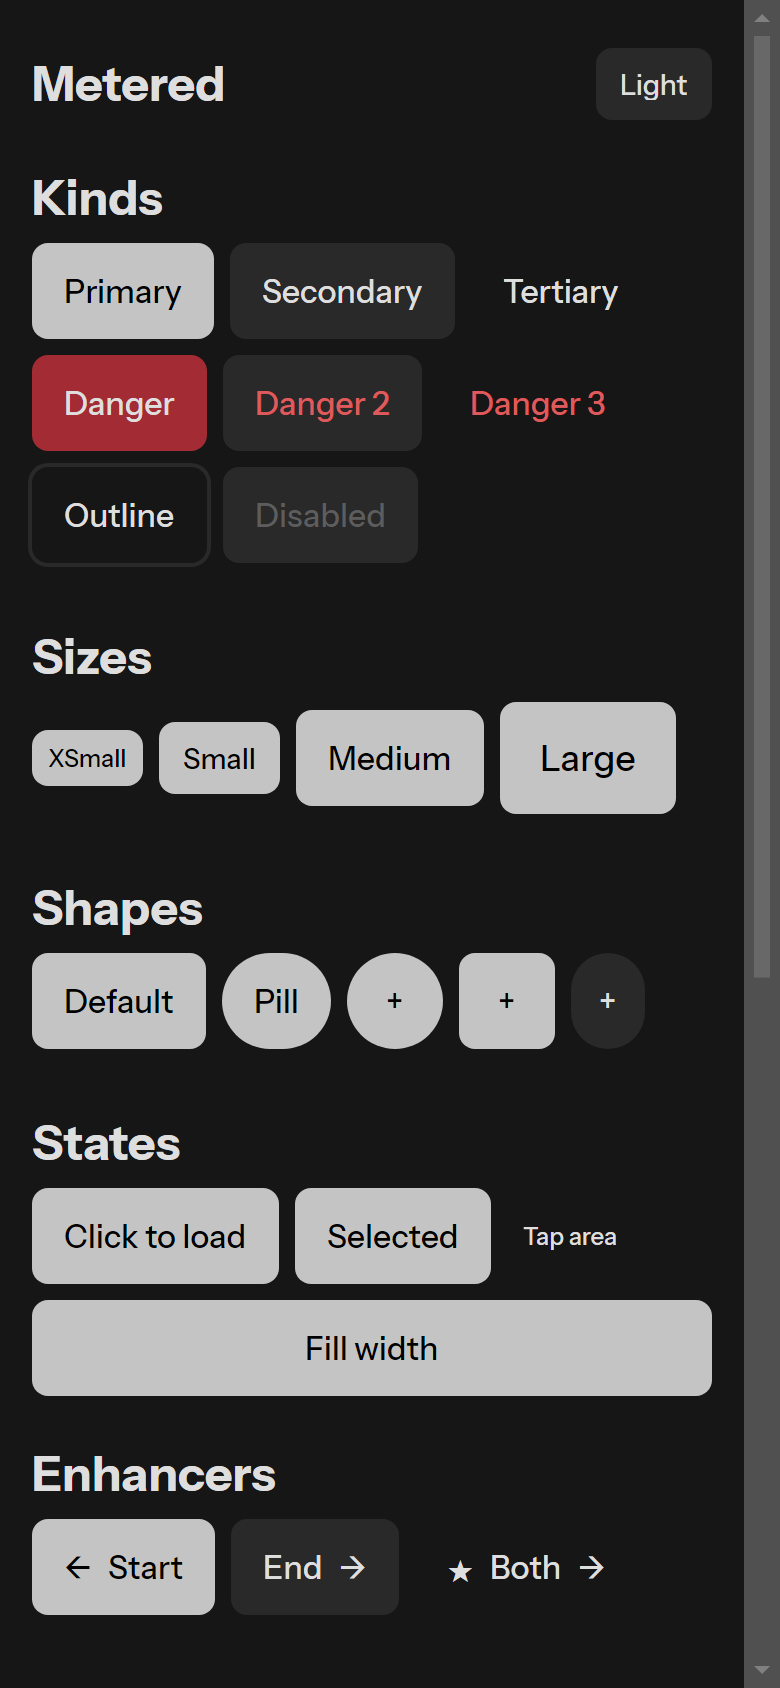 Metered Light
Kinds
Primary Secondary Tertiary
Danger Danger 2 Danger 3
Outline Disabled
Sizes
XSmall Small Medium Large
Shapes
Default Pill + + +
States
Click to load Selected Tap area
Fill width
Enhancers
← Start End → ★ Both →